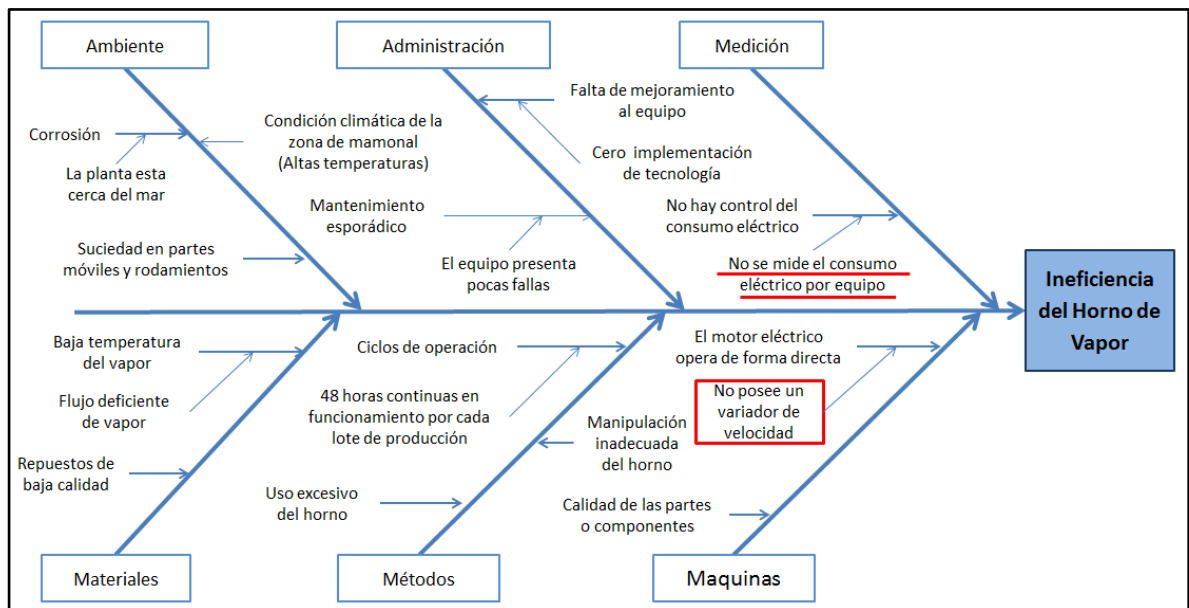 Ambiente
Administración
Medición
Corrosión
La planta esta
cerca del mar
Condición climática de la
zona de mamonal
(Altas temperaturas)
Suciedad en partes
móviles y rodamientos
Falta de mejoramiento
al equipo
Cero implementación
de tecnología
Mantenimiento
esporádico
El equipo presenta
pocas fallas
No hay control del
consumo eléctrico
No se mide el consumo
eléctrico por equipo
Ineficiencia
del Horno de
Vapor
Baja temperatura
del vapor
Flujo deficiente
de vapor
Repuestos de
baja calidad
Ciclos de operación
48 horas continuas en
funcionamiento por cada
lote de producción
Manipulación
inadecuada
del horno
Uso excesivo
del horno
El motor eléctrico
opera de forma directa
No posee un
variador de
velocidad
Calidad de las partes
o componentes
Materiales
Métodos
Maquinas